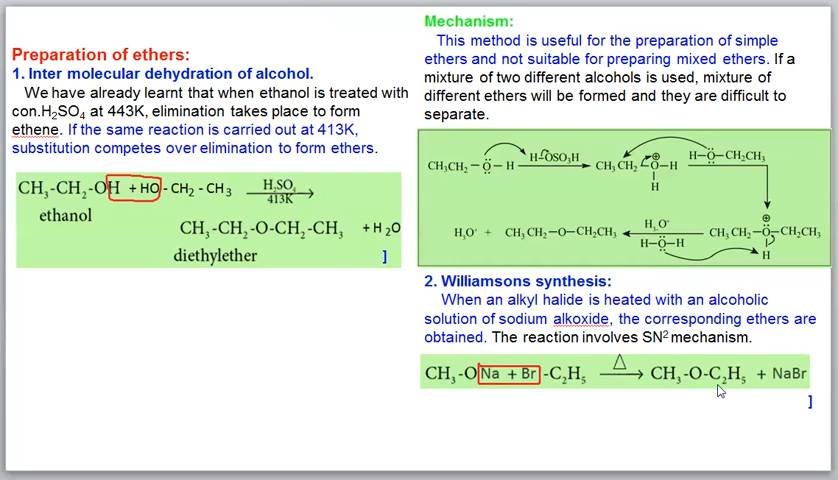 Preparation of ethers:
1. Inter molecular dehydration of alcohol.
We have already learnt that when ethanol is treated with
con.H₂SO₄ at 443K, elimination takes place to form
ethene. If the same reaction is carried out at 413K,
substitution competes over elimination to form ethers.
CH₃-CH₂-OH + HO-CH₂-CH₃ H₂SO₄
413K
ethanol
CH₃-CH₂-O-CH₂-CH₃ + H₂O
diethylether ]
Mechanism:
This method is useful for the preparation of simple
ethers and not suitable for preparing mixed ethers. If a
mixture of two different alcohols is used, mixture of
different ethers will be formed and they are difficult to
separate.
CH₃CH₂–Ö–H H–OSO₃H → CH₃CH₂–O–H H–Ö–CH₂CH₃
⊕
H
H₃O⁺ + CH₃CH₂–O–CH₂CH₃ ← H₃O⁺ CH₃CH₂–O–CH₂CH₃
H–Ö–H ⊕
H
2. Williamsons synthesis:
When an alkyl halide is heated with an alcoholic
solution of sodium alkoxide, the corresponding ethers are
obtained. The reaction involves SN² mechanism.
CH₃-O Na + Br -C₂H₅ △→ CH₃-O-C₂H₅ + NaBr
]